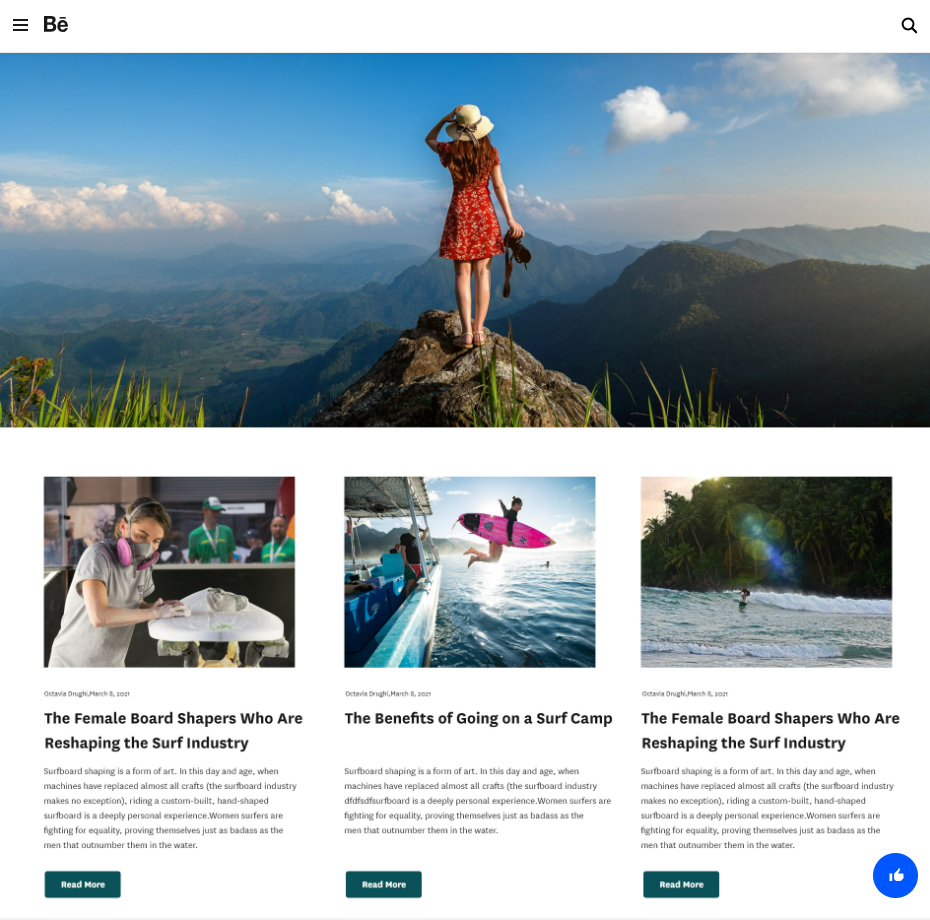 Bē
Octavia Drughi,March 8, 2021
The Female Board Shapers Who Are
Reshaping the Surf Industry
Surfboard shaping is a form of art. In this day and age, when
machines have replaced almost all crafts (the surfboard industry
makes no exception), riding a custom-built, hand-shaped
surfboard is a deeply personal experience.Women surfers are
fighting for equality, proving themselves just as badass as the
men that outnumber them in the water.
Read More
Octavia Drughi,March 8, 2021
The Benefits of Going on a Surf Camp
Surfboard shaping is a form of art. In this day and age, when
machines have replaced almost all crafts (the surfboard industry
dfdfsdfsurfboard is a deeply personal experience.Women surfers are
fighting for equality, proving themselves just as badass as the
men that outnumber them in the water.
Read More
Octavia Drughi,March 8, 2021
The Female Board Shapers Who Are
Reshaping the Surf Industry
Surfboard shaping is a form of art. In this day and age, when
machines have replaced almost all crafts (the surfboard industry
makes no exception), riding a custom-built, hand-shaped
surfboard is a deeply personal experience.Women surfers are
fighting for equality, proving themselves just as badass as the
men that outnumber them in the water.
Read More